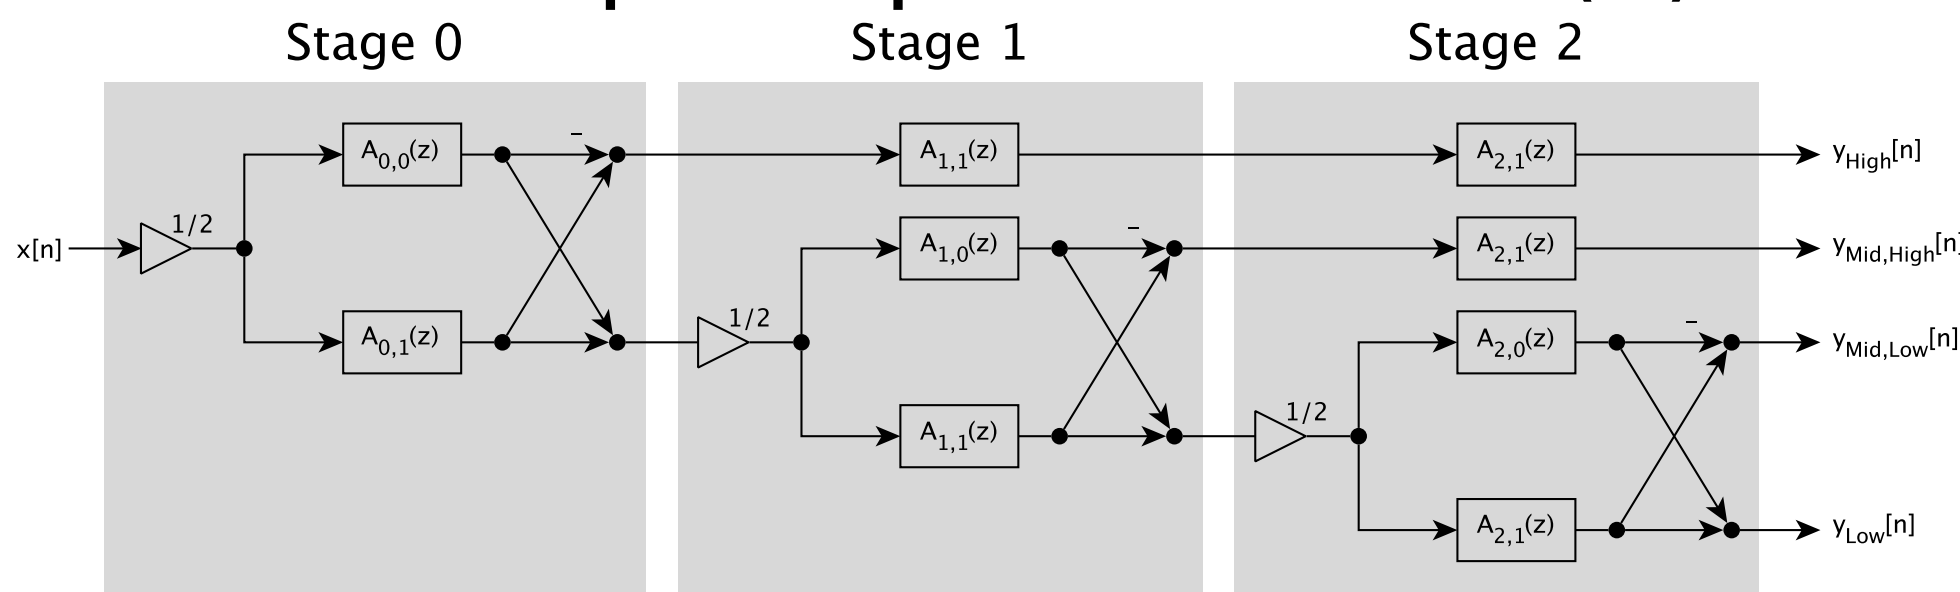 Stage 0 Stage 1 Stage 2
A0,0(z) – A1,1(z) A2,1(z) yHigh[n]
x[n] 1/2 A1,0(z) – A2,1(z) yMid,High[n]
A0,1(z) 1/2 A2,0(z) – yMid,Low[n]
A1,1(z) 1/2
A2,1(z) yLow[n]